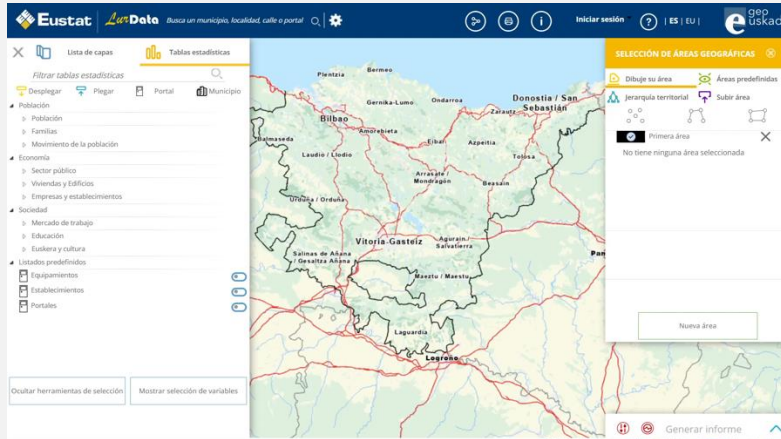 Eustat LurData Busca un municipio, localidad, calle o portal Iniciar sesión ? | ES | EU | gep euskadi
Lista de capas Tablas estadísticas
Filtrar tablas estadísticas
Desplegar Plegar Portal Municipio
Población
Población
Familias
Movimiento de la población
Economía
Sector público
Viviendas y Edificios
Empresas y establecimientos
Sociedad
Mercado de trabajo
Educación
Euskera y cultura
Listados predefinidos
Equipamientos
Establecimientos
Portales
Ocultar herramientas de selección Mostrar selección de variables
Plentzia Bermeo
Gernika-Lumo Ondarroa Donostia / San
Sebastián
Zarautz
Bilbao
Amorebieta
Balmaseda Eibar Azpeitia
Laudio / Llodio Tolosa
Arrasate /
Mondragón Beasain
Urduña / Orduña
Vitoria-Gasteiz Agurain /
Salvatierra
Salinas de Añana
/ Gesaltza Añana
Pan
Maeztu / Maestu
Laguardia
Logroño
SELECCIÓN DE ÁREAS GEOGRÁFICAS
Dibuje su área Áreas predefinidas
Jerarquía territorial Subir área
Primera área
No tiene ninguna área seleccionada
Nueva área
Generar informe